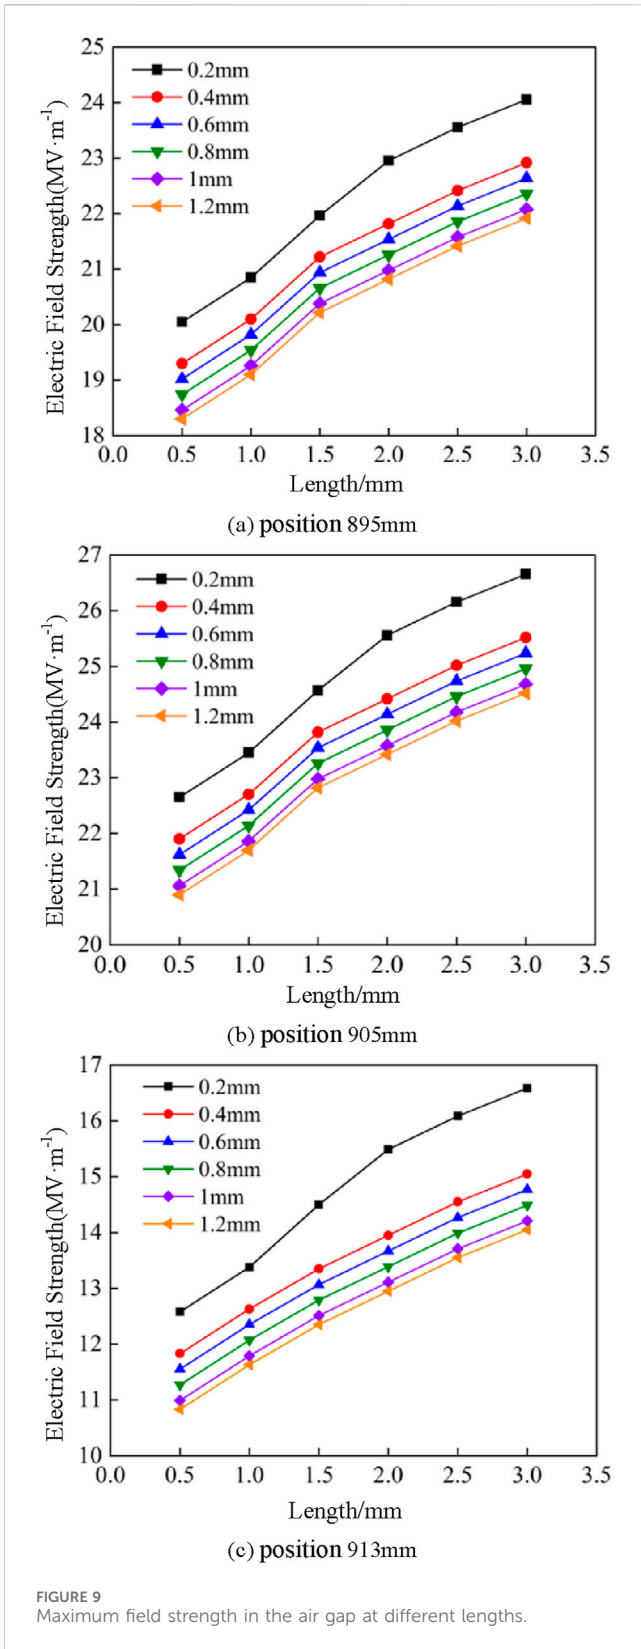 25
24
23
22
21
20
19
18
Electric Field Strength(MV·m⁻¹)
0.2mm
0.4mm
0.6mm
0.8mm
1mm
1.2mm
0.0 0.5 1.0 1.5 2.0 2.5 3.0 3.5
Length/mm
(a) position 895mm
27
26
25
24
23
22
21
20
Electric Field Strength(MV·m⁻¹)
0.2mm
0.4mm
0.6mm
0.8mm
1mm
1.2mm
0.0 0.5 1.0 1.5 2.0 2.5 3.0 3.5
Length/mm
(b) position 905mm
17
16
15
14
13
12
11
10
Electric Field Strength(MV·m⁻¹)
0.2mm
0.4mm
0.6mm
0.8mm
1mm
1.2mm
0.0 0.5 1.0 1.5 2.0 2.5 3.0 3.5
Length/mm
(c) position 913mm
FIGURE 9
Maximum field strength in the air gap at different lengths.